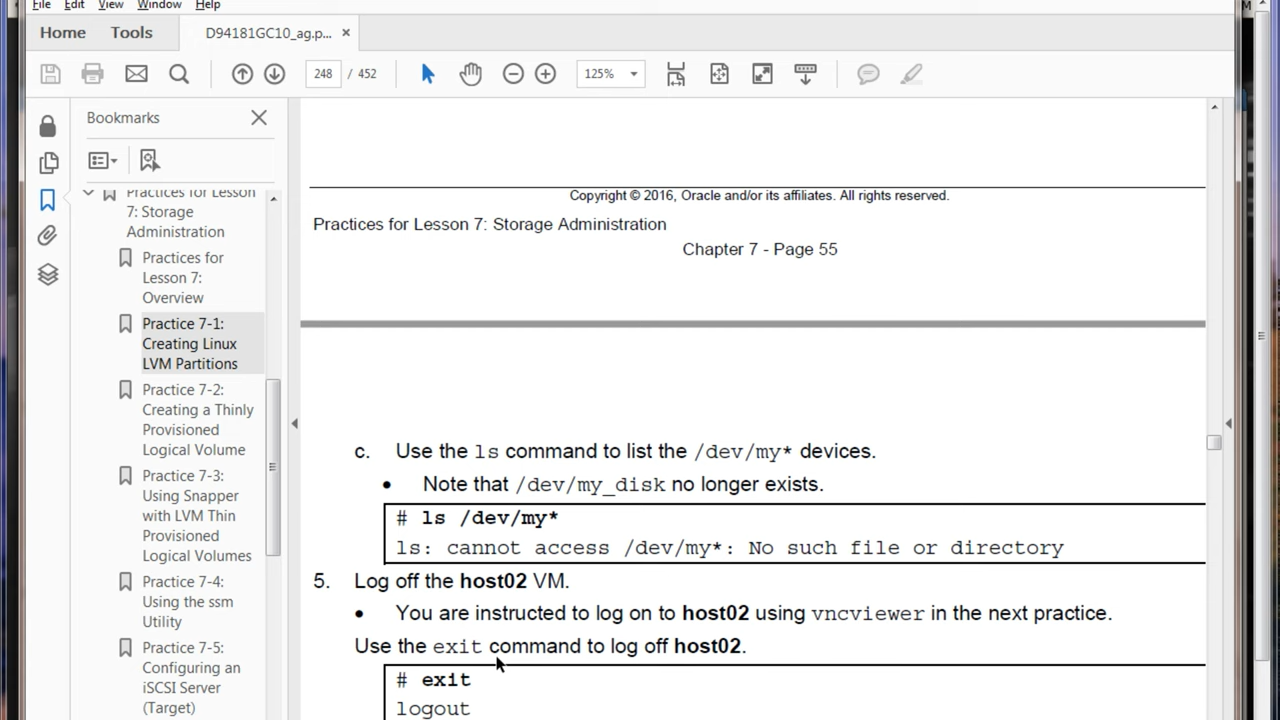 File Edit View Window Help
Home Tools D94181GC10_ag.p... ×
248 / 452 125%
Bookmarks
Practices for Lesson
7: Storage
Administration
Practices for
Lesson 7:
Overview
Practice 7-1:
Creating Linux
LVM Partitions
Practice 7-2:
Creating a Thinly
Provisioned
Logical Volume
Practice 7-3:
Using Snapper
with LVM Thin
Provisioned
Logical Volumes
Practice 7-4:
Using the ssm
Utility
Practice 7-5:
Configuring an
iSCSI Server
(Target)
Copyright © 2016, Oracle and/or its affiliates. All rights reserved.
Practices for Lesson 7: Storage Administration
Chapter 7 - Page 55
c. Use the ls command to list the /dev/my* devices.
• Note that /dev/my_disk no longer exists.
# ls /dev/my*
ls: cannot access /dev/my*: No such file or directory
5. Log off the host02 VM.
• You are instructed to log on to host02 using vncviewer in the next practice.
Use the exit command to log off host02.
# exit
logout